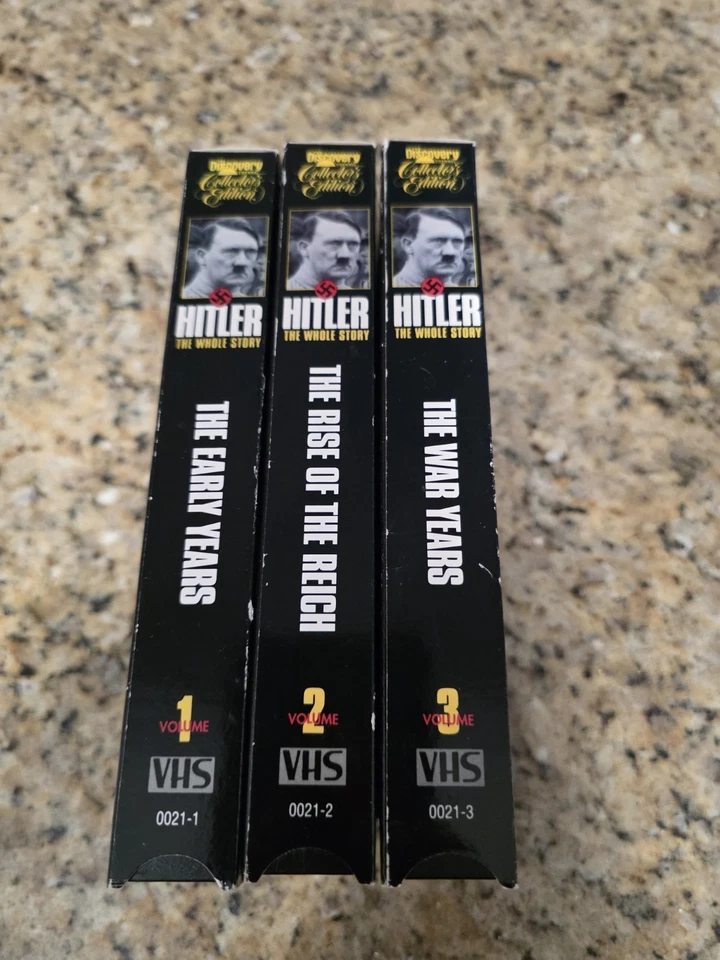 Discovery
Collector's
Edition
HITLER
THE WHOLE STORY
THE EARLY YEARS
1
VOLUME
VHS
0021-1
Discovery
Collector's
Edition
HITLER
THE WHOLE STORY
THE RISE OF THE REICH
2
VOLUME
VHS
0021-2
Discovery
Collector's
Edition
HITLER
THE WHOLE STORY
THE WAR YEARS
3
VOLUME
VHS
0021-3